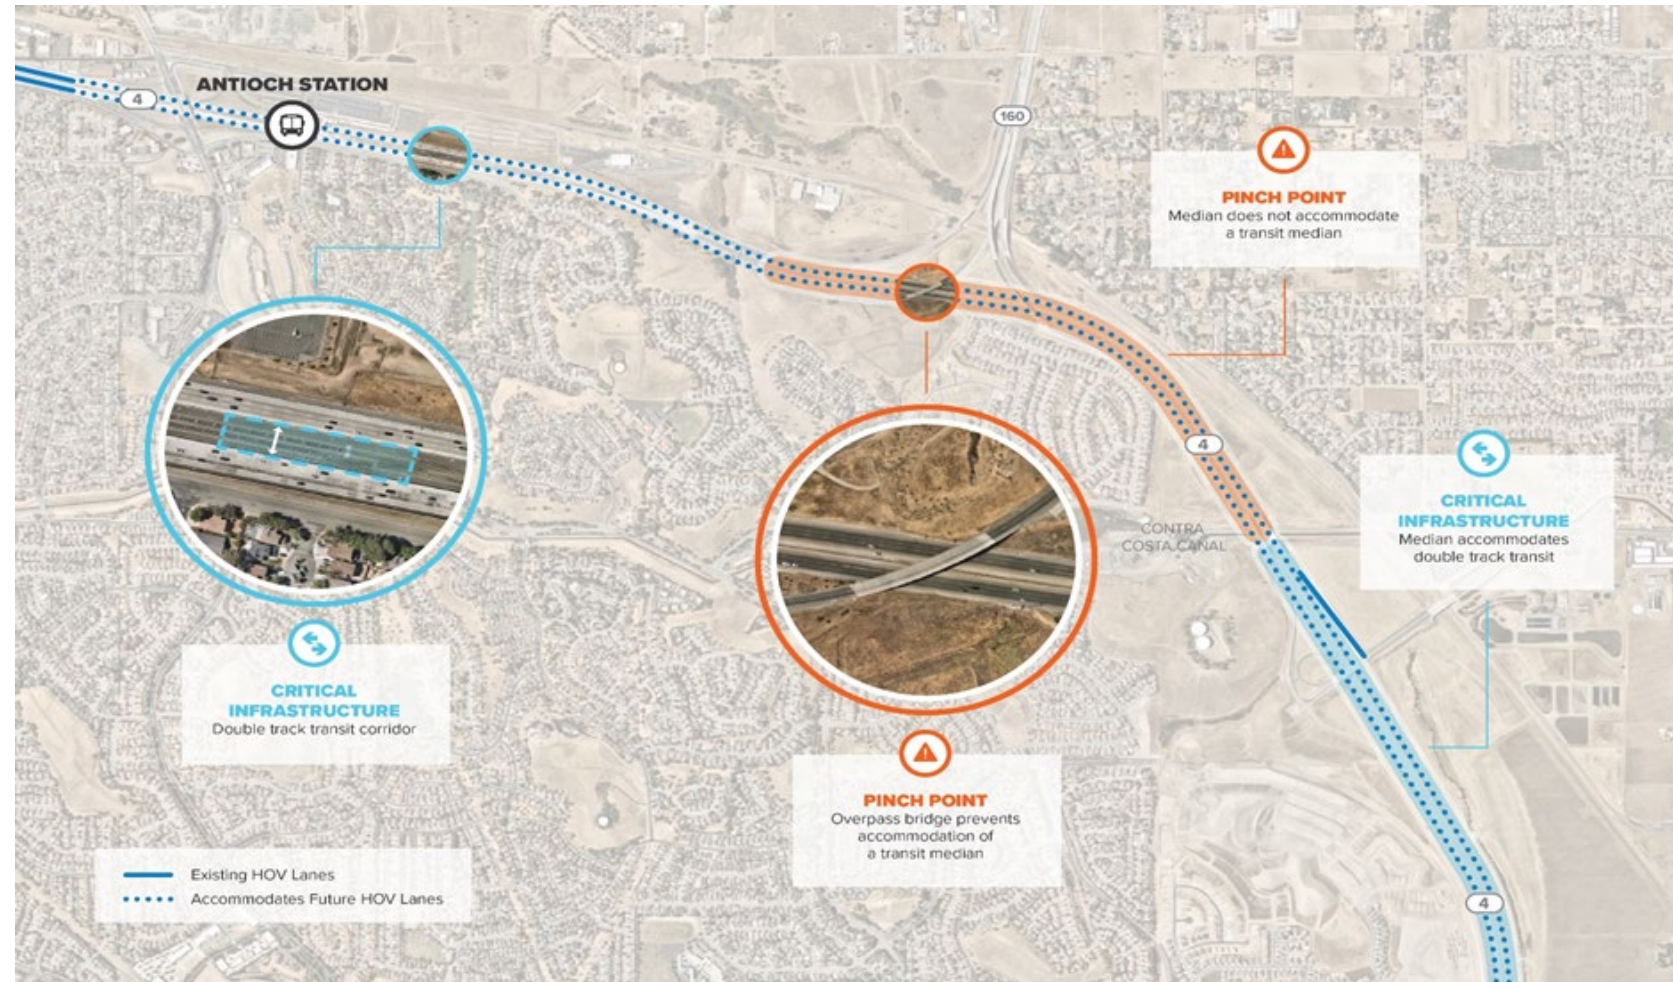 ANTIOCH STATION
4
160
PINCH POINT
Median does not accommodate
a transit median
4
CRITICAL
INFRASTRUCTURE
Median accommodates
double track transit
CONTRA
COSTA CANAL
CRITICAL
INFRASTRUCTURE
Double track transit corridor
PINCH POINT
Overpass bridge prevents
accommodation of
a transit median
Existing HOV Lanes
Accommodates Future HOV Lanes
4